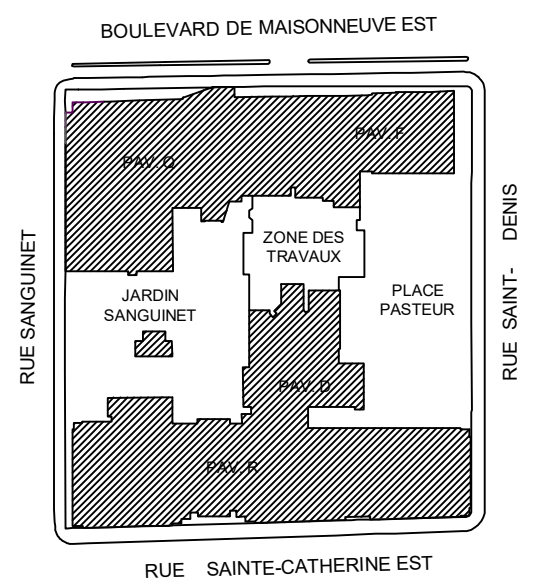 BOULEVARD DE MAISONNEUVE EST
PAV. O
PAV. F
ZONE DES
TRAVAUX
JARDIN
SANGUINET
PLACE
PASTEUR
RUE SANGUINET
RUE SAINT- DENIS
PAV. D
PAV. R
RUE SAINTE-CATHERINE EST